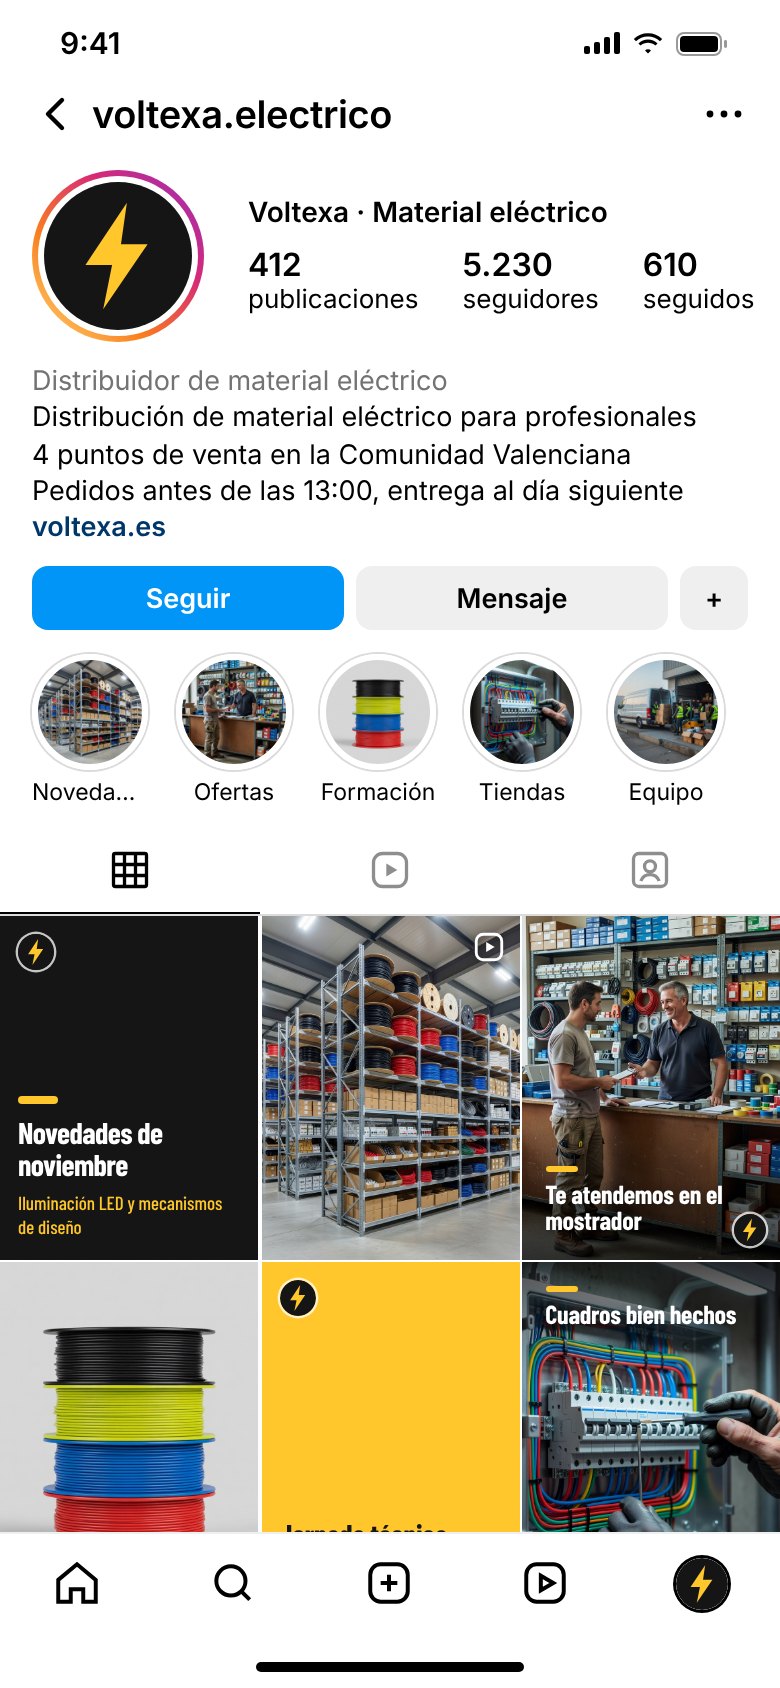 9:41
voltexa.electrico
Voltexa · Material eléctrico
412 5.230 610
publicaciones seguidores seguidos
Distribuidor de material eléctrico
Distribución de material eléctrico para profesionales
4 puntos de venta en la Comunidad Valenciana
Pedidos antes de las 13:00, entrega al día siguiente
voltexa.es
Seguir Mensaje +
Noveda... Ofertas Formación Tiendas Equipo
Novedades de
noviembre
Iluminación LED y mecanismos
de diseño
Te atendemos en el
mostrador
Cuadros bien hechos
Jornada técnica